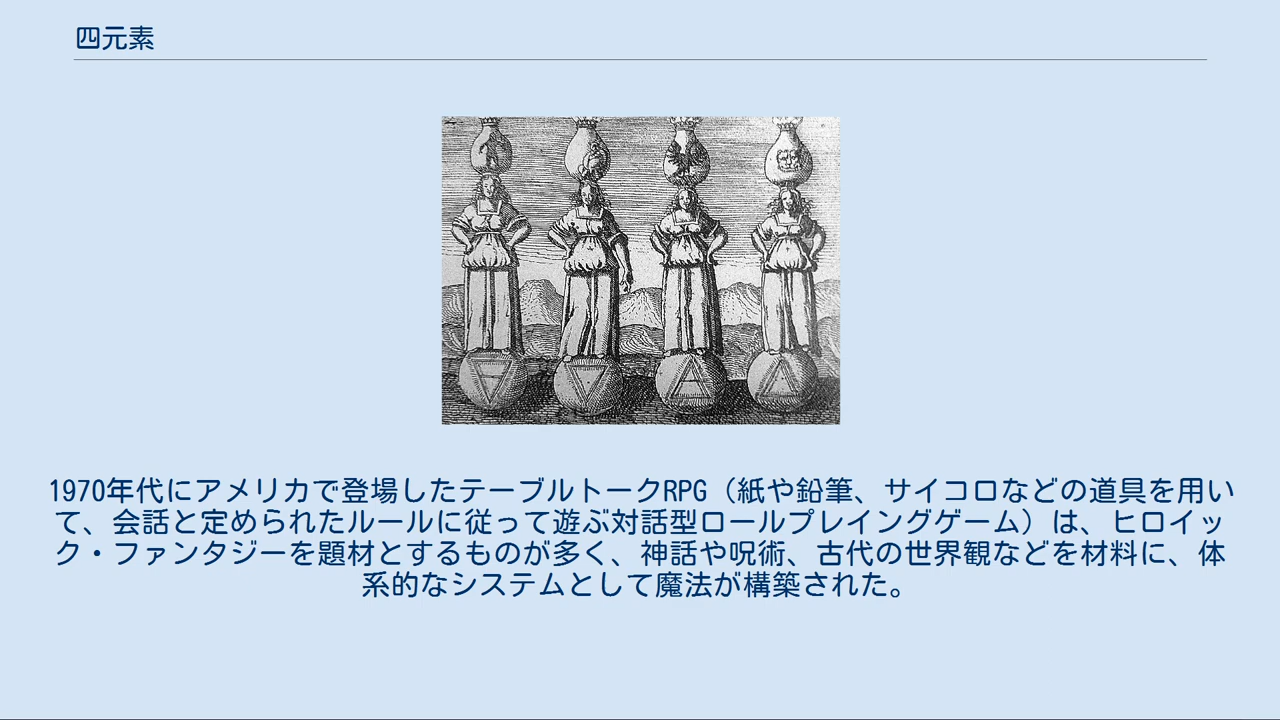 四元素
1970年代にアメリカで登場したテーブルトークRPG（紙や鉛筆、サイコロなどの道具を用い
て、会話と定められたルールに従って遊ぶ対話型ロールプレイングゲーム）は、ヒロイッ
ク・ファンタジーを題材とするものが多く、神話や呪術、古代の世界観などを材料に、体
系的なシステムとして魔法が構築された。